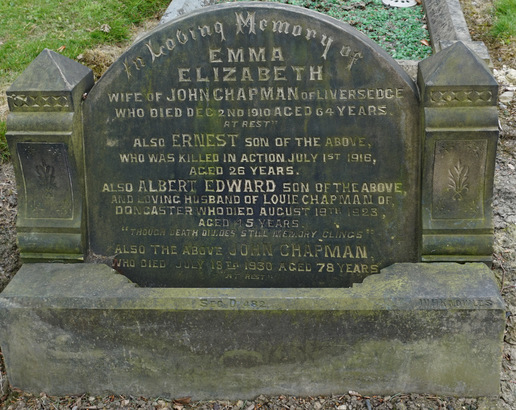 In Loving Memory of
EMMA
ELIZABETH
WIFE OF JOHN CHAPMAN OF LIVERSEDGE
WHO DIED DEC 2ND 1910 AGED 64 YEARS.
"AT REST"
ALSO ERNEST SON OF THE ABOVE,
WHO WAS KILLED IN ACTION JULY 1ST 1916,
AGED 25 YEARS.
ALSO ALBERT EDWARD SON OF THE ABOVE,
AND LOVING HUSBAND OF LOUIE CHAPMAN OF
DONCASTER WHO DIED AUGUST 19TH 1923,
AGED 45 YEARS.
"THOUGH DEATH DIVIDES STILL MEMORY CLINGS"
ALSO THE ABOVE JOHN CHAPMAN
WHO DIED JULY 18TH 1930 AGED 78 YEARS
"AT REST"